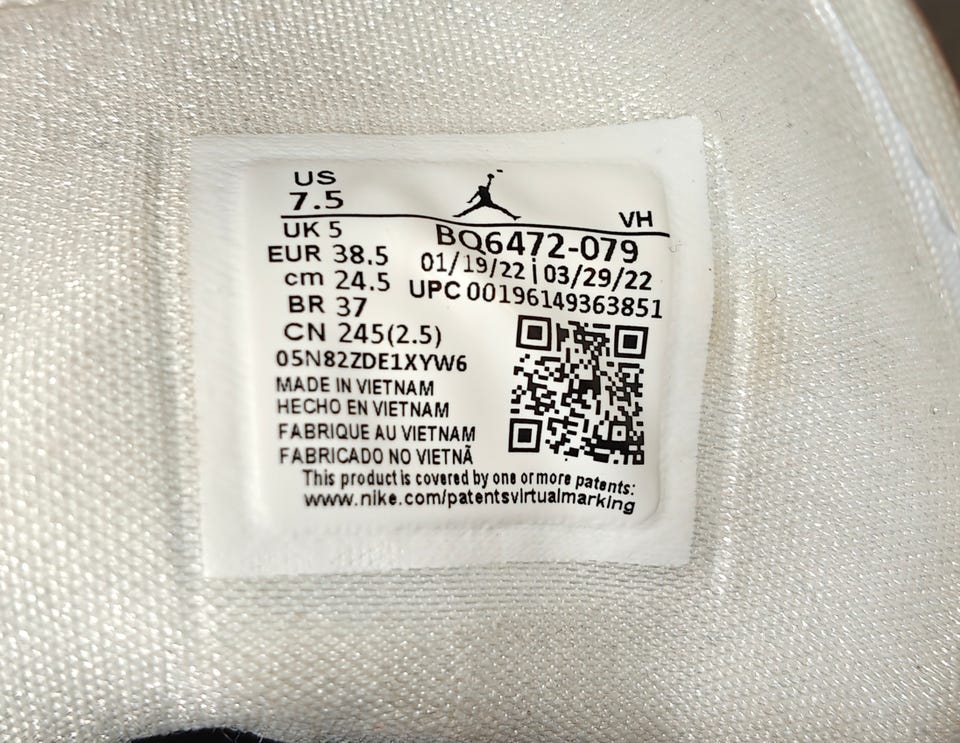 US
7.5
VH
UK 5
EUR 38.5
cm 24.5
BR 37
CN 245(2.5)
BQ6472-079
01/19/22 | 03/29/22
UPC 00196149363851
05N82ZDE1XYW6
MADE IN VIETNAM
HECHO EN VIETNAM
FABRIQUE AU VIETNAM
FABRICADO NO VIETNÃ
This product is covered by one or more patents:
www.nike.com/patentsvirtualmarking